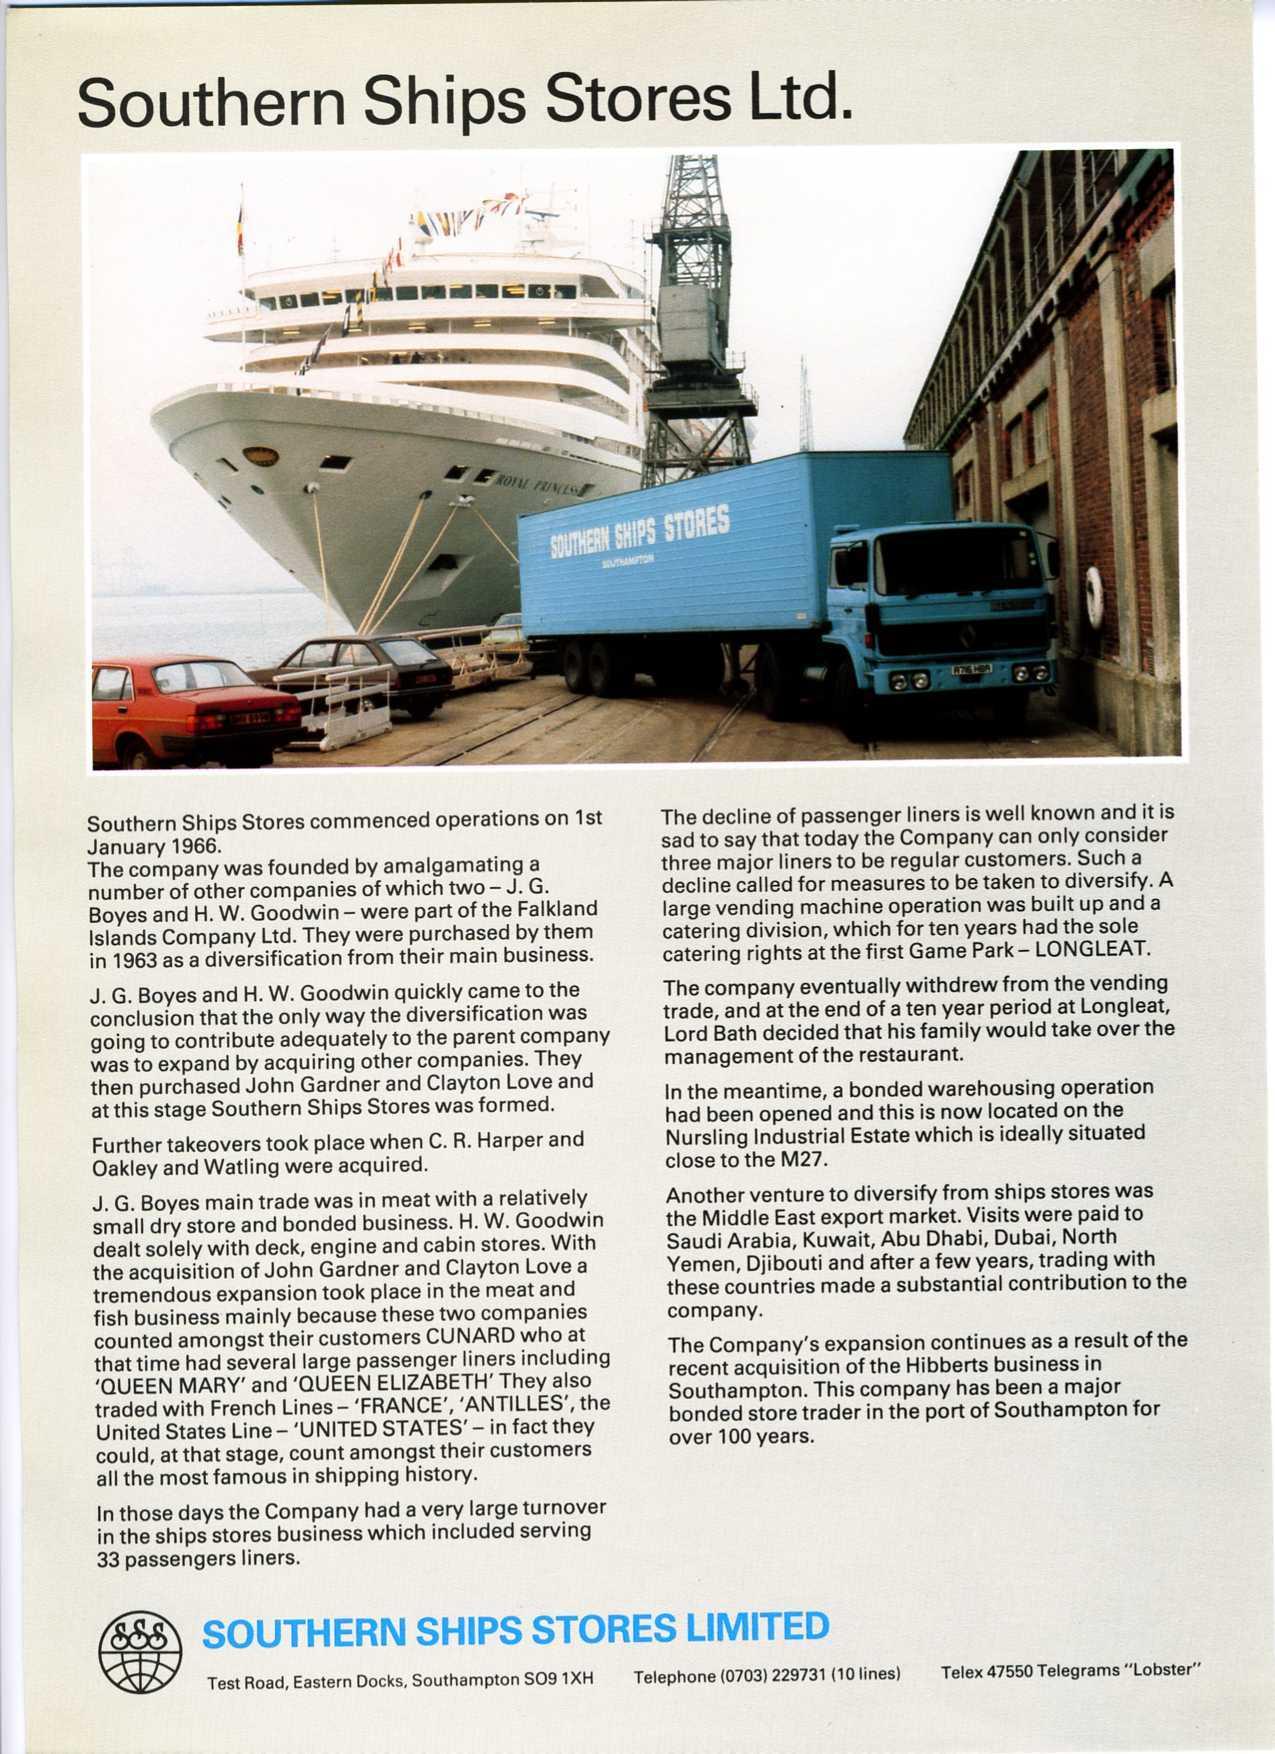 Southern Ships Stores Ltd.
ROYAL PRINCESS
SOUTHERN SHIPS STORES
SOUTHAMPTON
A716 HBA
Southern Ships Stores commenced operations on 1st
January 1966.
The company was founded by amalgamating a
number of other companies of which two – J. G.
Boyes and H. W. Goodwin – were part of the Falkland
Islands Company Ltd. They were purchased by them
in 1963 as a diversification from their main business.
J. G. Boyes and H. W. Goodwin quickly came to the
conclusion that the only way the diversification was
going to contribute adequately to the parent company
was to expand by acquiring other companies. They
then purchased John Gardner and Clayton Love and
at this stage Southern Ships Stores was formed.
Further takeovers took place when C. R. Harper and
Oakley and Watling were acquired.
J. G. Boyes main trade was in meat with a relatively
small dry store and bonded business. H. W. Goodwin
dealt solely with deck, engine and cabin stores. With
the acquisition of John Gardner and Clayton Love a
tremendous expansion took place in the meat and
fish business mainly because these two companies
counted amongst their customers CUNARD who at
that time had several large passenger liners including
‘QUEEN MARY’ and ‘QUEEN ELIZABETH’ They also
traded with French Lines – ‘FRANCE’, ‘ANTILLES’, the
United States Line – ‘UNITED STATES’ – in fact they
could, at that stage, count amongst their customers
all the most famous in shipping history.
In those days the Company had a very large turnover
in the ships stores business which included serving
33 passengers liners.
The decline of passenger liners is well known and it is
sad to say that today the Company can only consider
three major liners to be regular customers. Such a
decline called for measures to be taken to diversify. A
large vending machine operation was built up and a
catering division, which for ten years had the sole
catering rights at the first Game Park – LONGLEAT.
The company eventually withdrew from the vending
trade, and at the end of a ten year period at Longleat,
Lord Bath decided that his family would take over the
management of the restaurant.
In the meantime, a bonded warehousing operation
had been opened and this is now located on the
Nursling Industrial Estate which is ideally situated
close to the M27.
Another venture to diversify from ships stores was
the Middle East export market. Visits were paid to
Saudi Arabia, Kuwait, Abu Dhabi, Dubai, North
Yemen, Djibouti and after a few years, trading with
these countries made a substantial contribution to the
company.
The Company's expansion continues as a result of the
recent acquisition of the Hibberts business in
Southampton. This company has been a major
bonded store trader in the port of Southampton for
over 100 years.
SSS
SOUTHERN SHIPS STORES LIMITED
Test Road, Eastern Docks, Southampton SO9 1XH Telephone (0703) 229731 (10 lines) Telex 47550 Telegrams “Lobster”